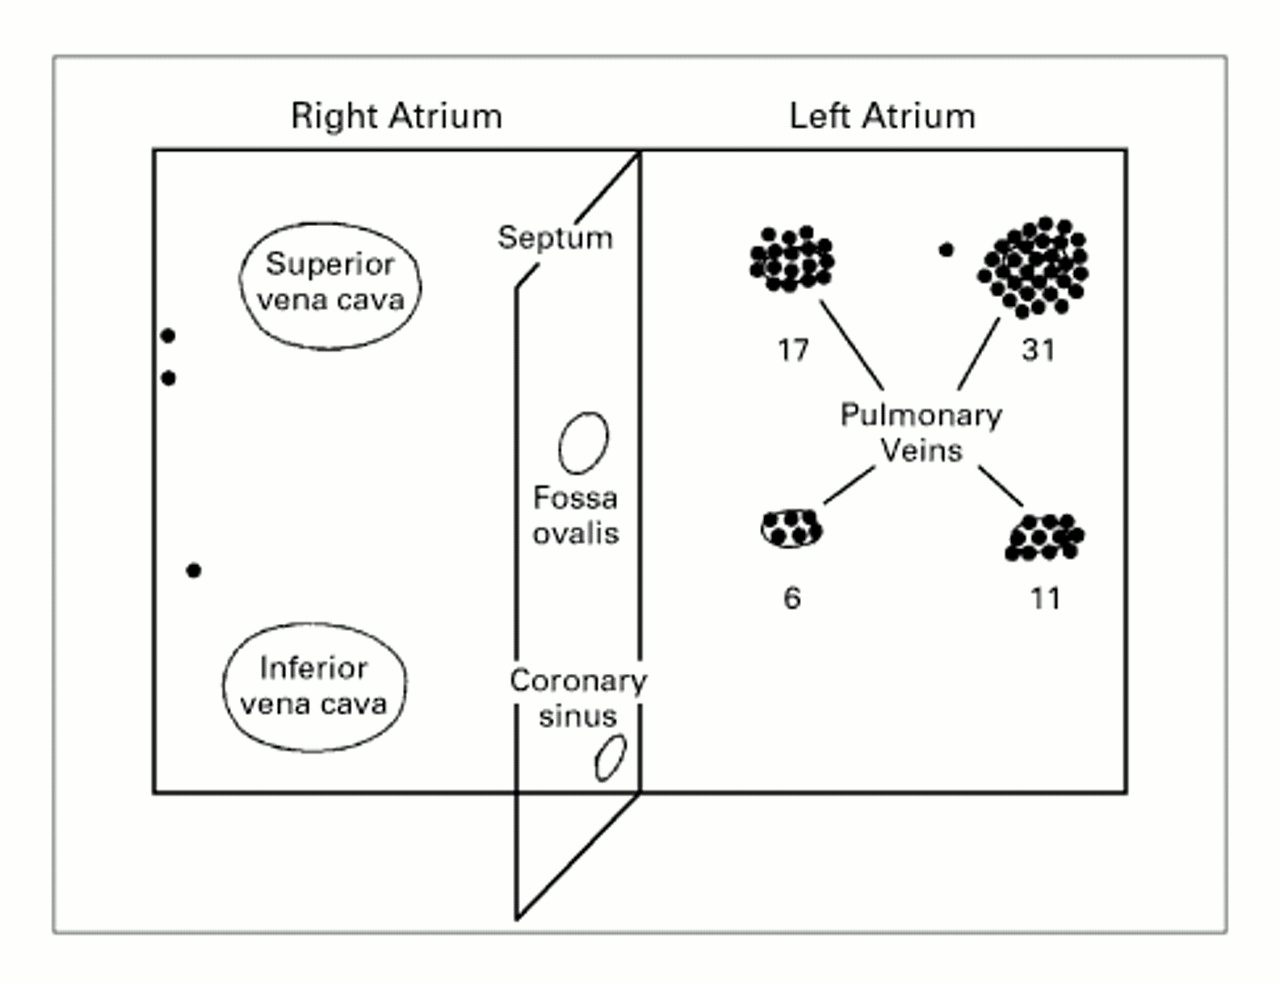 Right Atrium
Left Atrium
Superior
vena cava
Septum
17
31
Pulmonary
Veins
Fossa
ovalis
6
11
Inferior
vena cava
Coronary
sinus